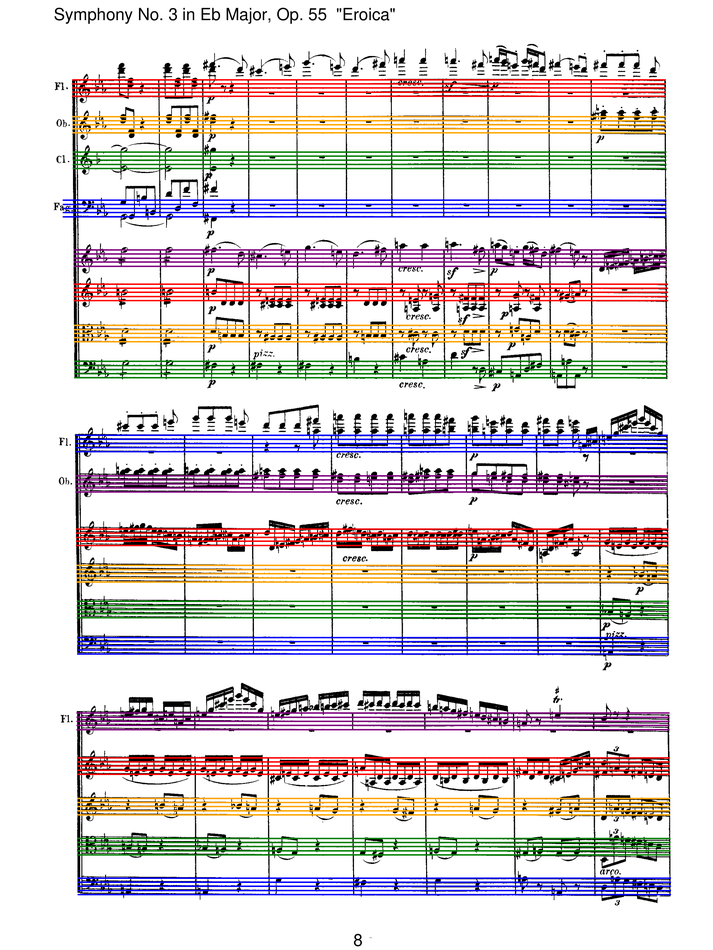 Symphony No. 3 in Eb Major, Op. 55 "Eroica"
Fl.
cresc. sf > p
p
Ob.
p p
Cl.
p
Fag.
p
p cresc. sf > p
p cresc. sf > p
p cresc. sf >
pizz.
p cresc. > p
Fl.
cresc. p
Ob.
cresc. p
cresc. p
p
p
pizz.
p
Fl. tr.
3
3
3
arco.
3
8